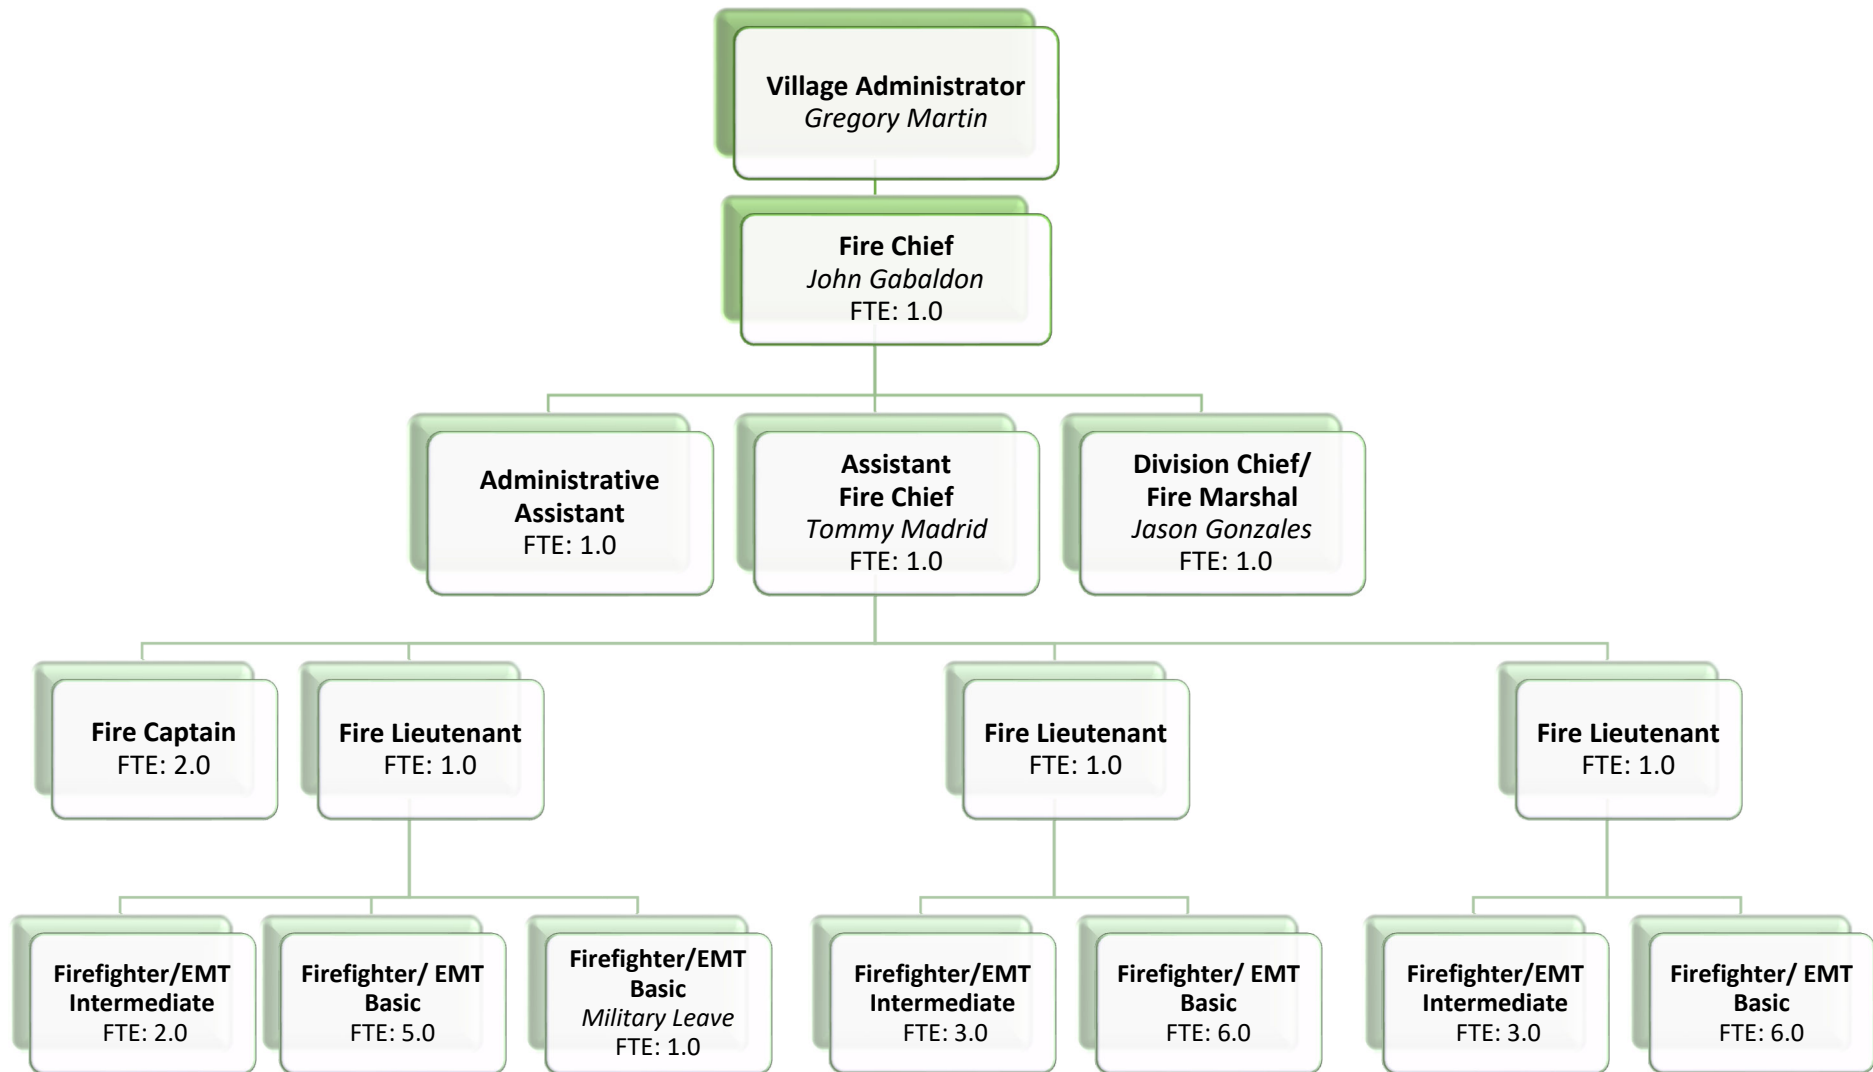 Village Administrator
Gregory Martin
Fire Chief
John Gabaldon
FTE: 1.0
Administrative
Assistant
FTE: 1.0
Assistant
Fire Chief
Tommy Madrid
FTE: 1.0
Division Chief/
Fire Marshal
Jason Gonzales
FTE: 1.0
Fire Captain
FTE: 2.0
Fire Lieutenant
FTE: 1.0
Fire Lieutenant
FTE: 1.0
Fire Lieutenant
FTE: 1.0
Firefighter/EMT
Intermediate
FTE: 2.0
Firefighter/ EMT
Basic
FTE: 5.0
Firefighter/EMT
Basic
Military Leave
FTE: 1.0
Firefighter/EMT
Intermediate
FTE: 3.0
Firefighter/ EMT
Basic
FTE: 6.0
Firefighter/EMT
Intermediate
FTE: 3.0
Firefighter/ EMT
Basic
FTE: 6.0